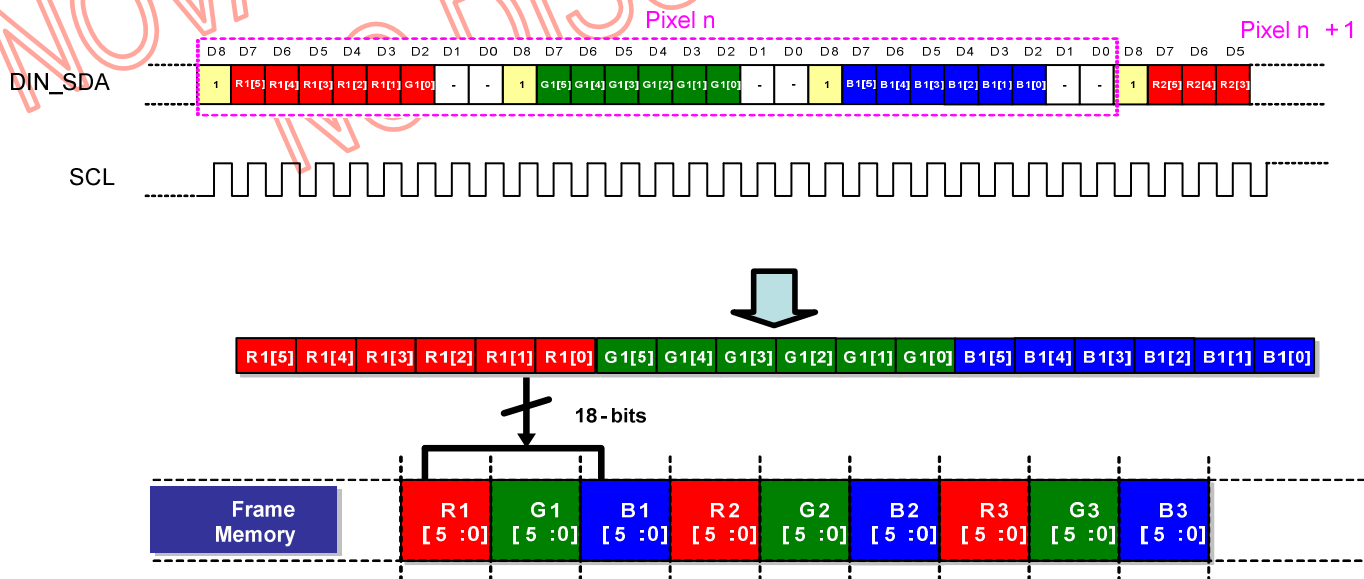 Pixel n
Pixel n + 1
D8 D7 D6 D5 D4 D3 D2 D1 D0 D8 D7 D6 D5 D4 D3 D2 D1 D0 D8 D7 D6 D5 D4 D3 D2 D1 D0 D8 D7 D6 D5
DIN_SDA
1 R1[5] R1[4] R1[3] R1[2] R1[1] G1[0] - - 1 G1[5] G1[4] G1[3] G1[2] G1[1] G1[0] - - 1 B1[5] B1[4] B1[3] B1[2] B1[1] B1[0] - - 1 R2[5] R2[4] R2[3]
SCL
R1[5] R1[4] R1[3] R1[2] R1[1] R1[0] G1[5] G1[4] G1[3] G1[2] G1[1] G1[0] B1[5] B1[4] B1[3] B1[2] B1[1] B1[0]
18-bits
Frame
Memory
R1 G1 B1 R2 G2 B2 R3 G3 B3
[5 :0] [5 :0] [5 :0] [5 :0] [5 :0] [5 :0] [5 :0] [5 :0] [5 :0]